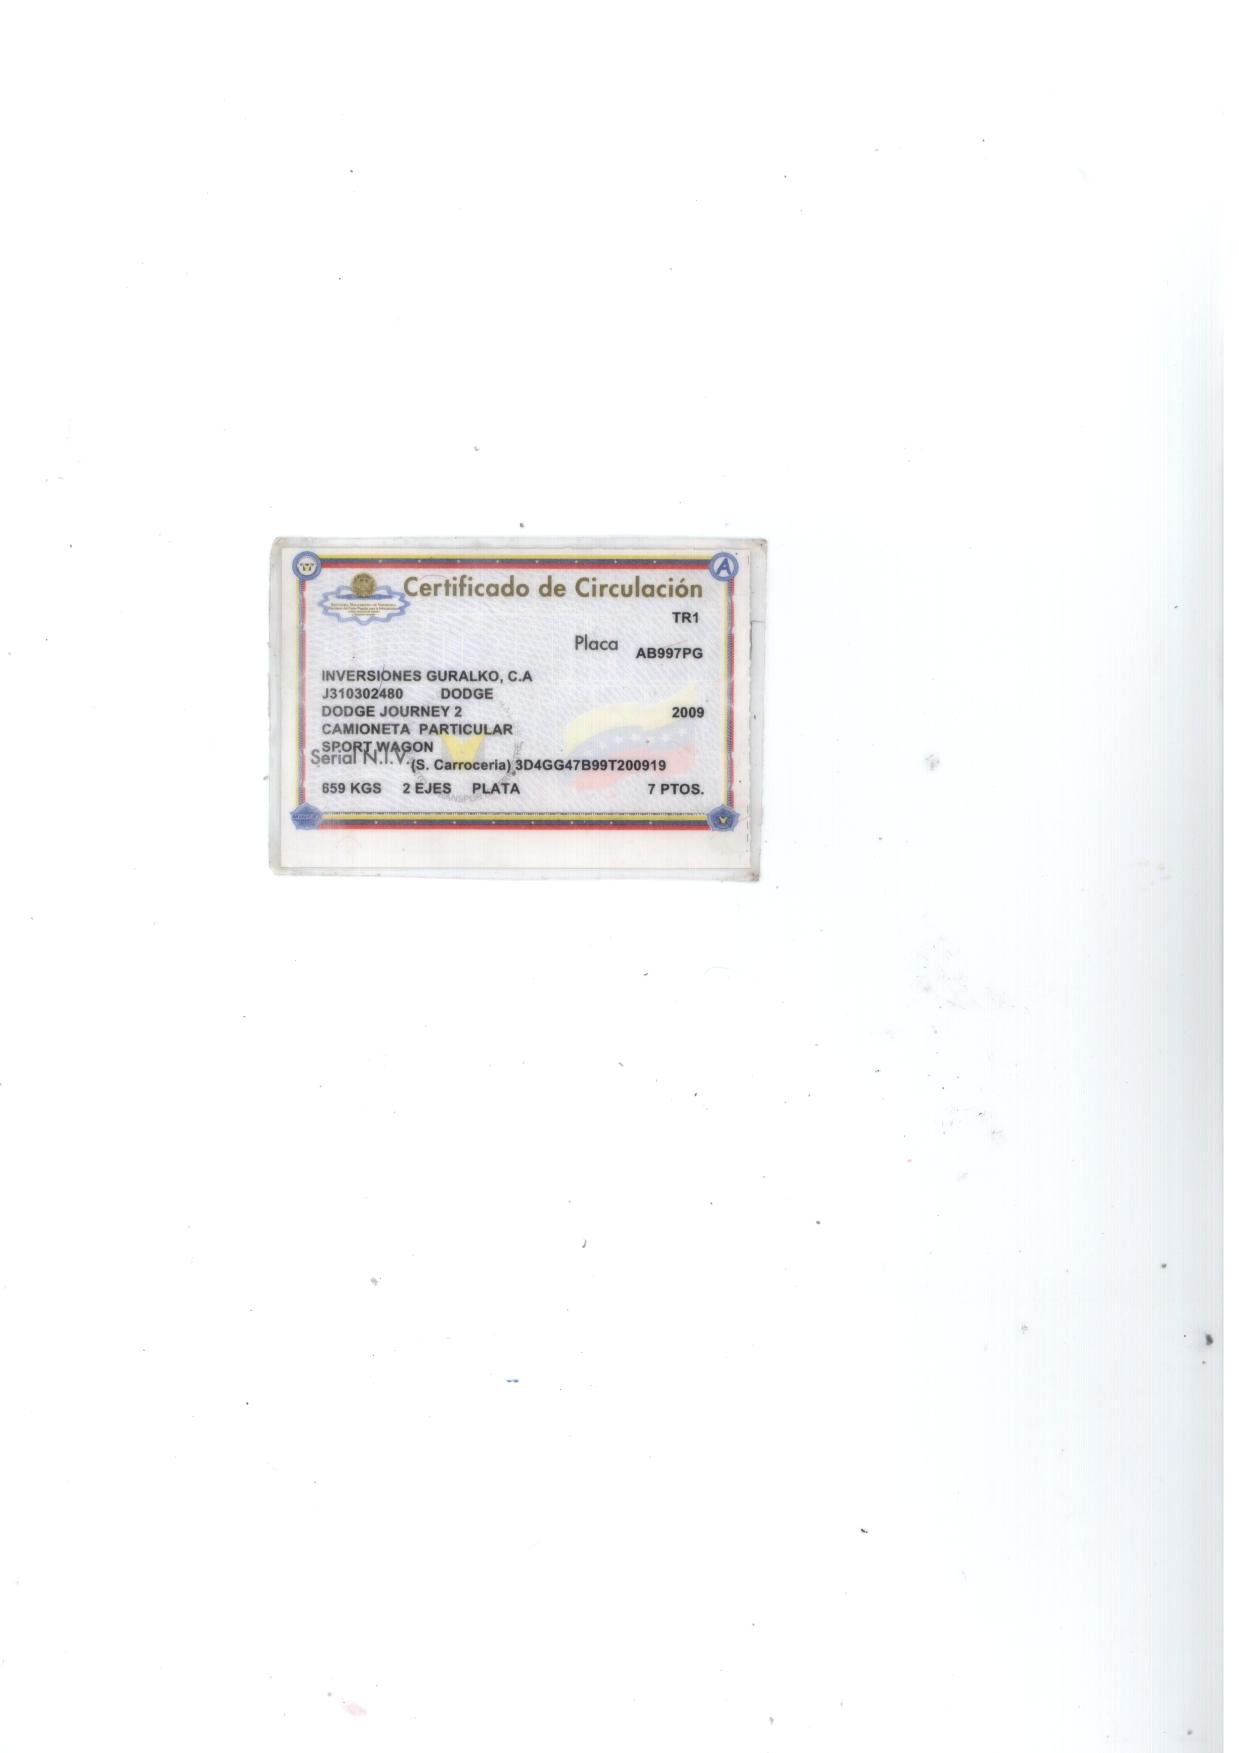 Certificado de Circulación
TR1
Placa AB997PG
INVERSIONES GURALKO, C.A
J310302480 DODGE
DODGE JOURNEY 2 2009
CAMIONETA PARTICULAR
SPORT WAGON
Serial N.I.V. (S. Carroceria) 3D4GG47B99T200919
659 KGS 2 EJES PLATA 7 PTOS.